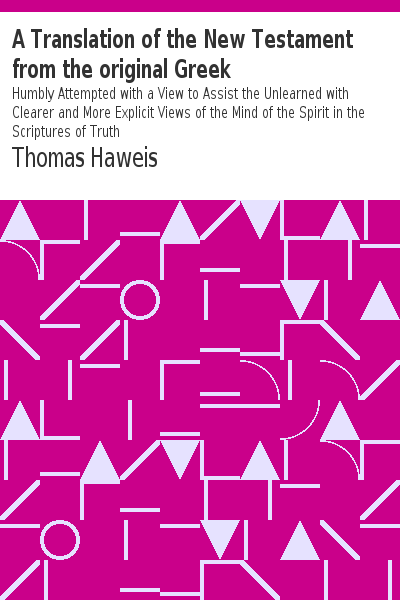 A Translation of the New Testament
from the original Greek
Humbly Attempted with a View to Assist the Unlearned with
Clearer and More Explicit Views of the Mind of the Spirit in the
Scriptures of Truth
Thomas Haweis